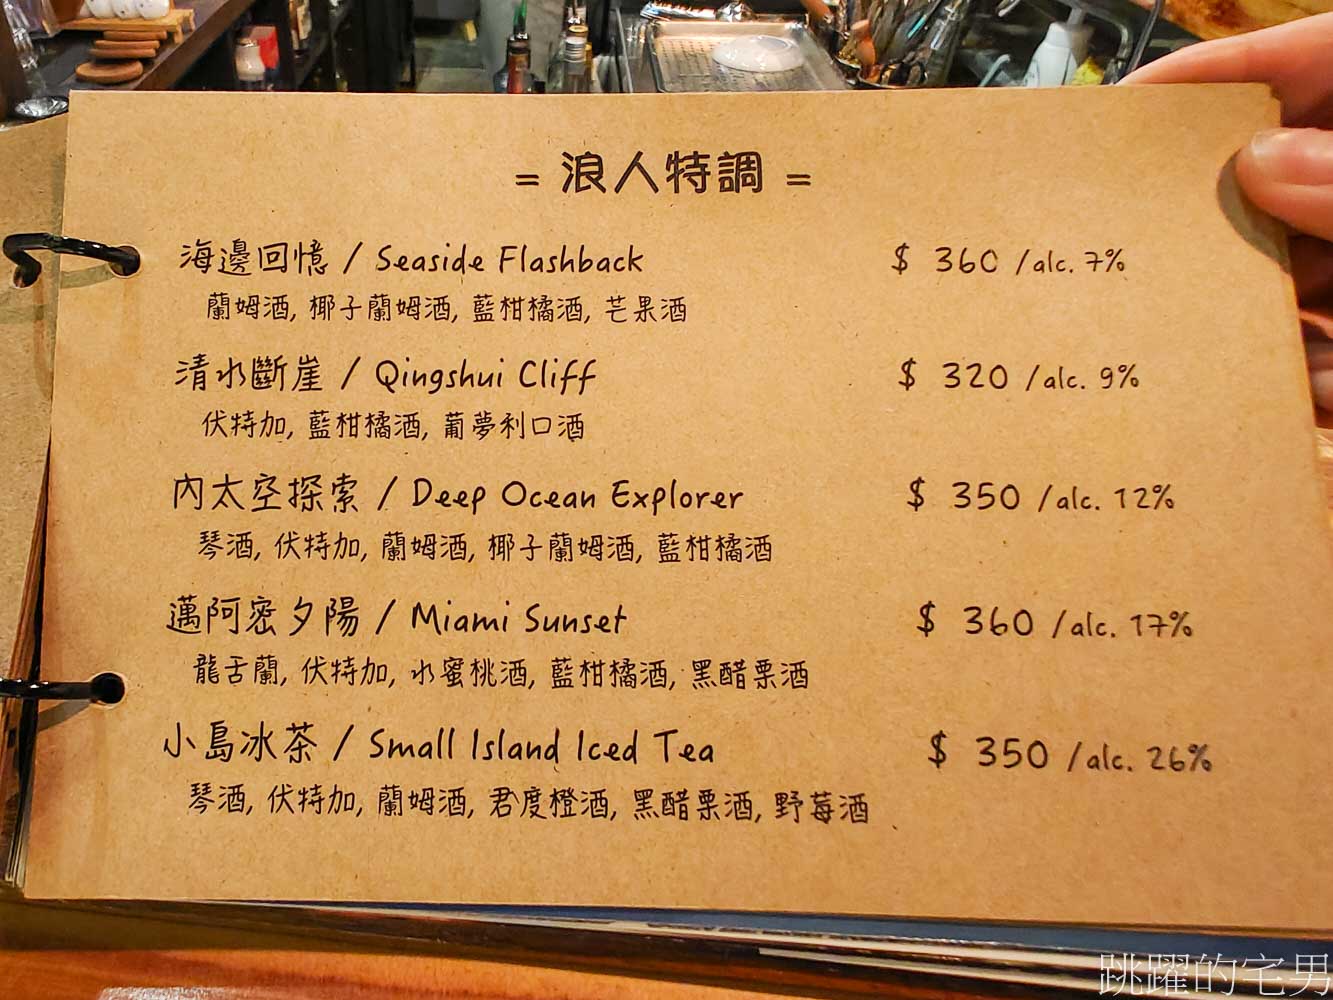 = 浪人特調 =
海邊回憶 / Seaside Flashback $ 360 /alc. 7%
蘭姆酒, 椰子蘭姆酒, 藍柑橘酒, 芒果酒
清水斷崖 / Qingshui Cliff $ 320 /alc. 9%
伏特加, 藍柑橘酒, 葡萄利口酒
內太空探索 / Deep Ocean Explorer $ 350 /alc. 12%
琴酒, 伏特加, 蘭姆酒, 椰子蘭姆酒, 藍柑橘酒
邁阿密夕陽 / Miami Sunset $ 360 /alc. 17%
龍舌蘭, 伏特加, 水蜜桃酒, 藍柑橘酒, 黑醋栗酒
小島冰茶 / Small Island Iced Tea $ 350 /alc. 26%
琴酒, 伏特加, 蘭姆酒, 君度橙酒, 黑醋栗酒, 野莓酒
跳躍的宅男